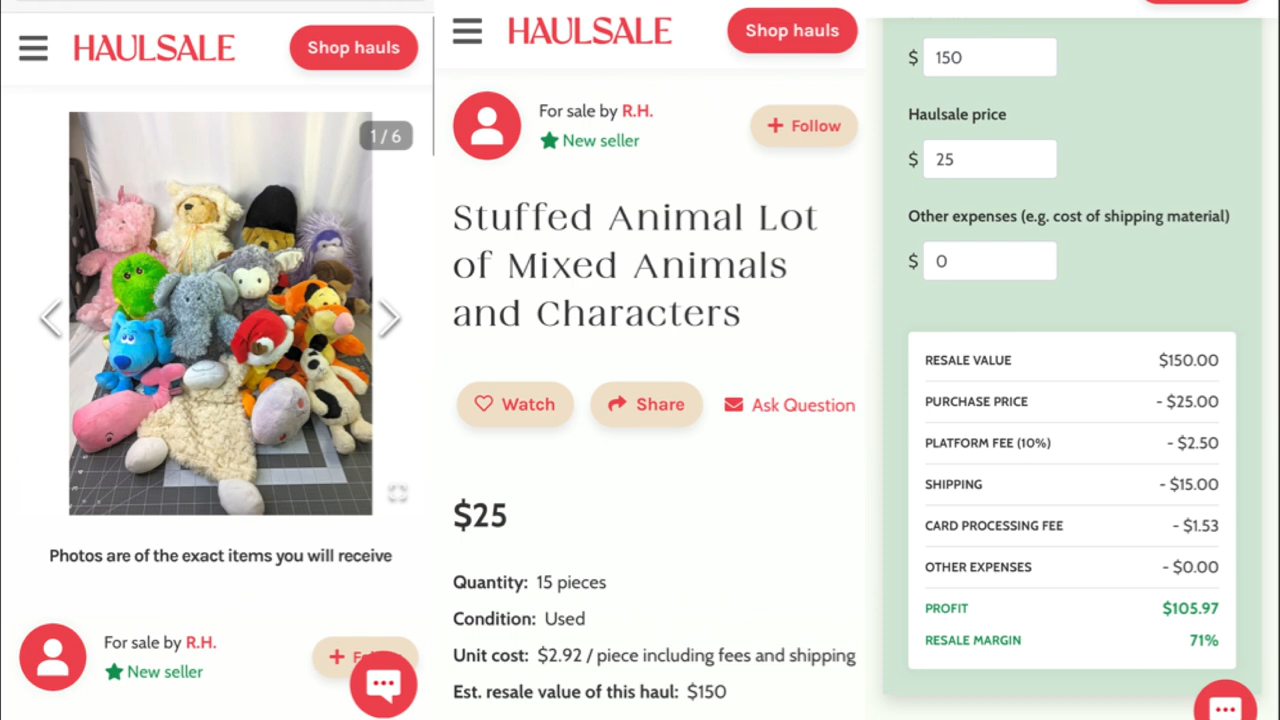 HAULSALE
Shop hauls
1 / 6
Photos are of the exact items you will receive
For sale by R.H.
New seller
HAULSALE
Shop hauls
For sale by R.H.
New seller
+ Follow
Stuffed Animal Lot
of Mixed Animals
and Characters
Watch
Share
Ask Question
$25
Quantity: 15 pieces
Condition: Used
Unit cost: $2.92 / piece including fees and shipping
Est. resale value of this haul: $150
$ 150
Haulsale price
$ 25
Other expenses (e.g. cost of shipping material)
$ 0
RESALE VALUE $150.00
PURCHASE PRICE - $25.00
PLATFORM FEE (10%) - $2.50
SHIPPING - $15.00
CARD PROCESSING FEE - $1.53
OTHER EXPENSES - $0.00
PROFIT $105.97
RESALE MARGIN 71%